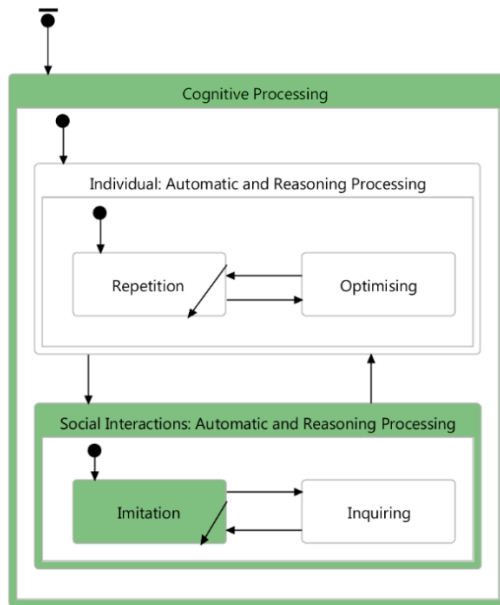 Cognitive Processing
Individual: Automatic and Reasoning Processing
Repetition
Optimising
Social Interactions: Automatic and Reasoning Processing
Imitation
Inquiring